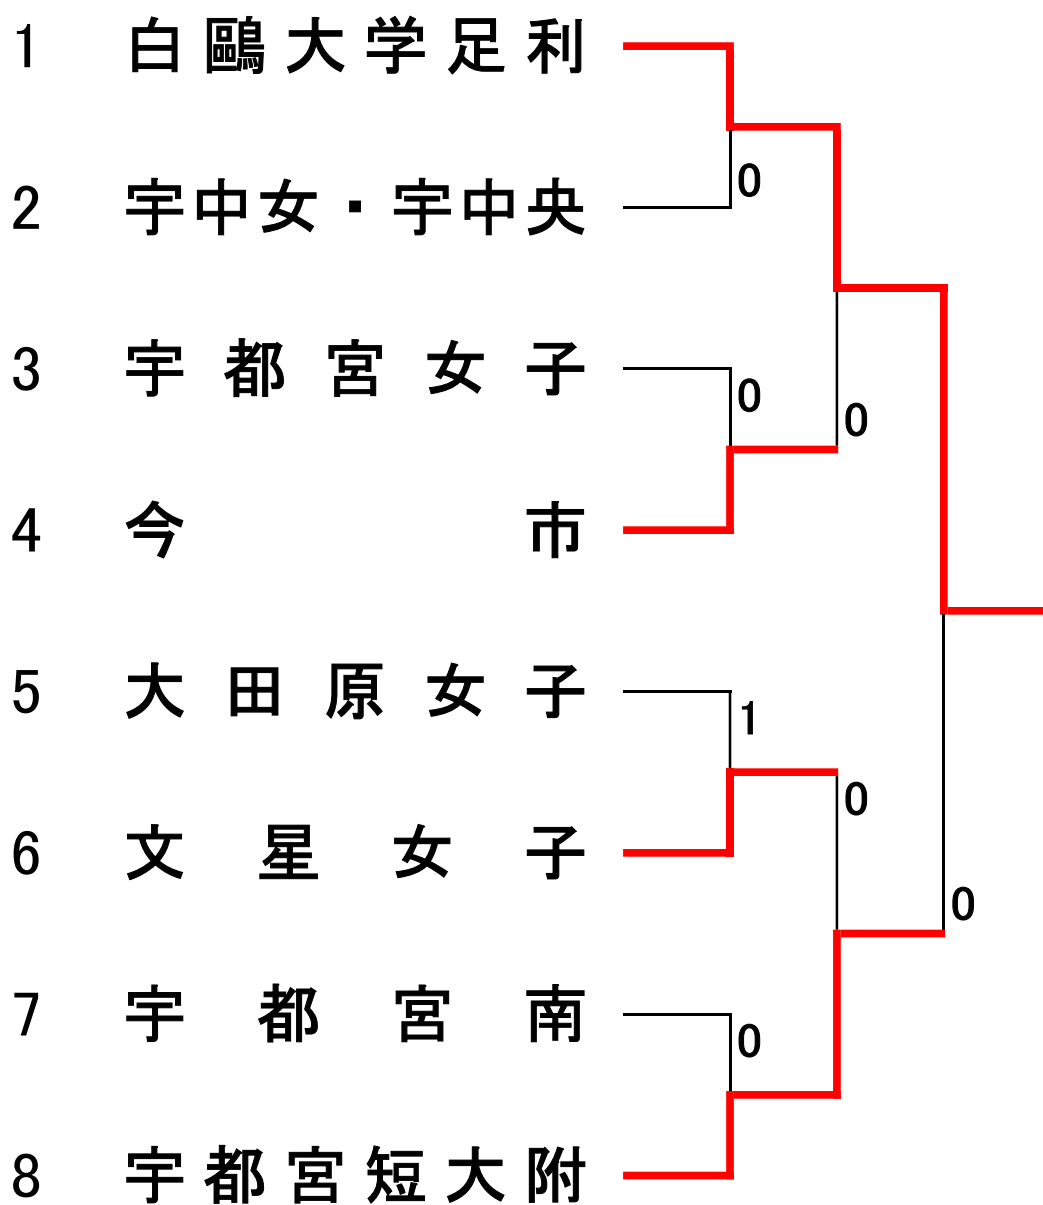 1 白鷗大学足利
0
2 宇中女・宇中央
3 宇都宮女子
0
0
4 今市
5 大田原女子
1
0
6 文星女子
0
7 宇都宮南
0
8 宇都宮短大附